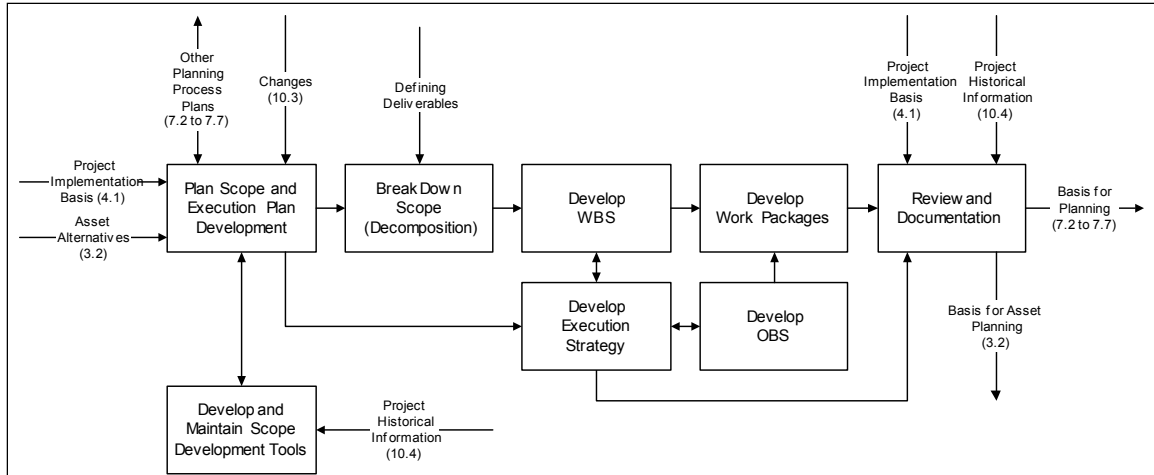 Other
Planning
Process
Plans
(7.2 to 7.7)
Changes
(10.3)
Defining
Deliverables
Project
Implementation
Basis
(4.1)
Project
Historical
Information
(10.4)
Project
Implementation
Basis (4.1)
Asset
Alternatives
(3.2)
Plan Scope and
Execution Plan
Development
Break Down
Scope
(Decomposition)
Develop
WBS
Develop
Work Packages
Review and
Documentation
Basis for
Planning
(7.2 to 7.7)
Develop
Execution
Strategy
Develop
OBS
Basis for Asset
Planning
(3.2)
Develop and
Maintain Scope
Development Tools
Project
Historical
Information
(10.4)